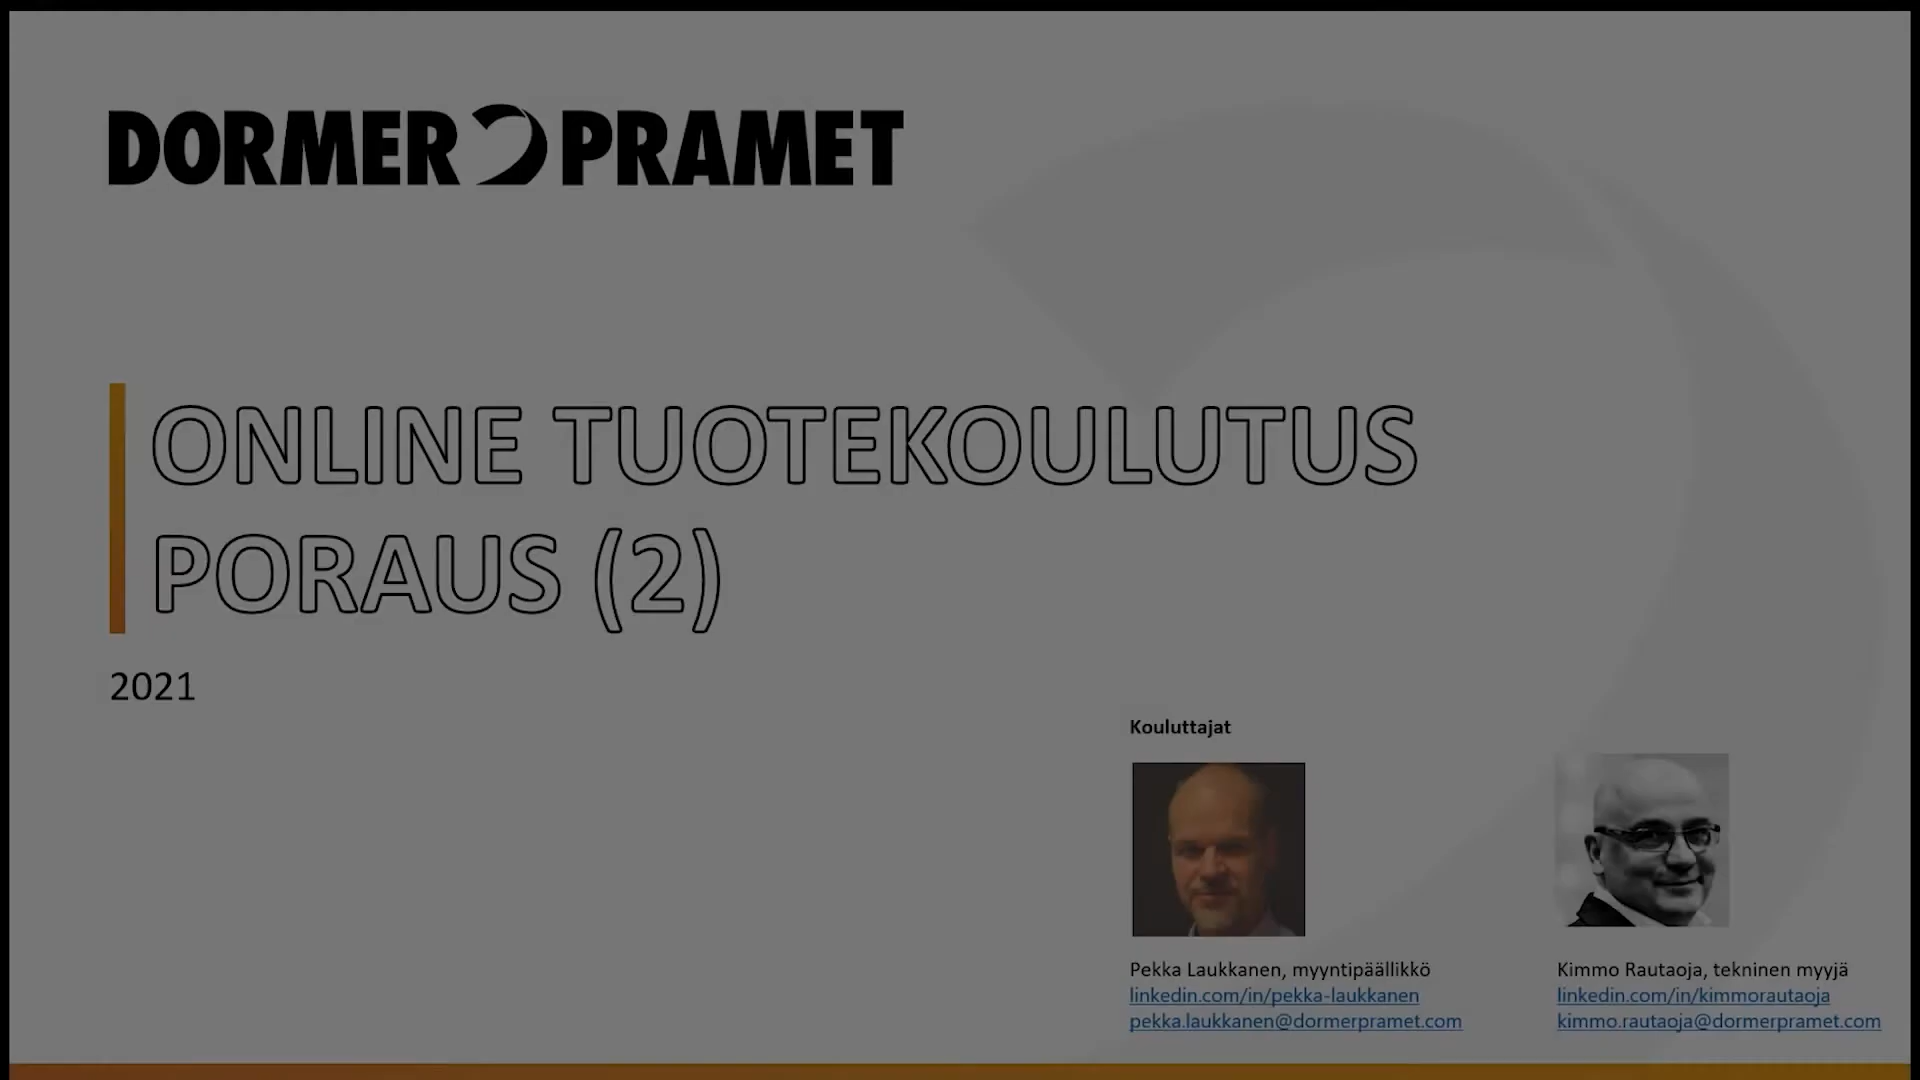 DORMER PRAMET
ONLINE TUOTEKOULUTUS
PORAUS (2)
2021
Kouluttajat
Pekka Laukkanen, myyntipäällikkö
linkedin.com/in/pekka-laukkanen
pekka.laukkanen@dormerpramet.com
Kimmo Rautaoja, tekninen myyjä
linkedin.com/in/kimmorautaoja
kimmo.rautaoja@dormerpramet.com